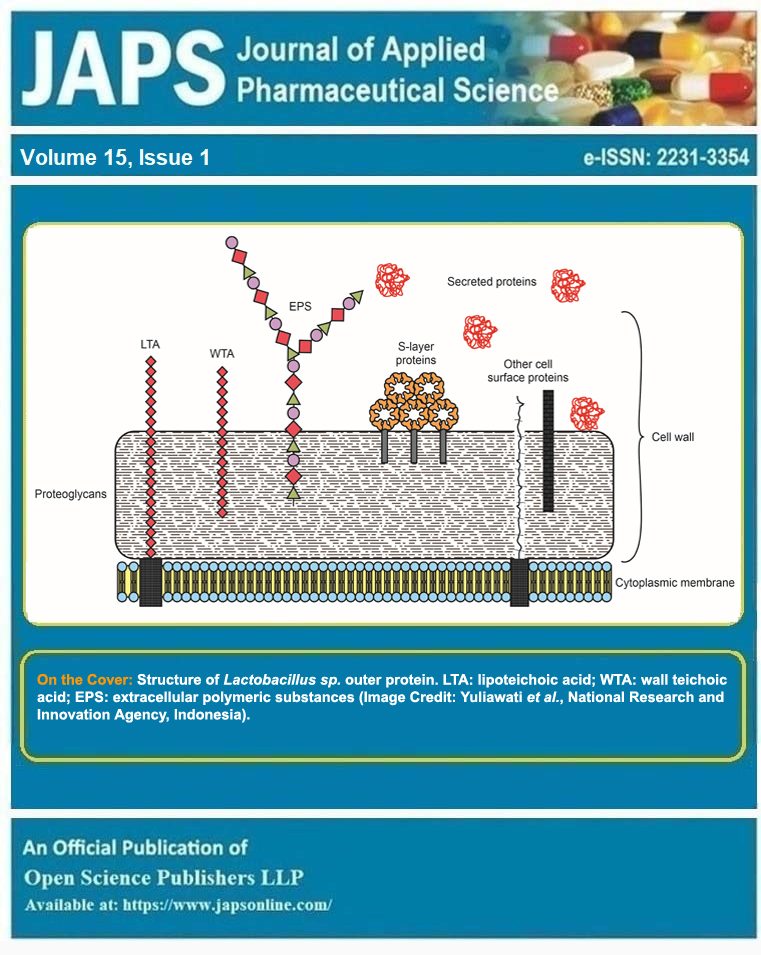 JAPS
Journal of Applied
Pharmaceutical Science
Volume 15, Issue 1
e-ISSN: 2231-3354
EPS
Secreted proteins
LTA
WTA
S-layer
proteins
Other cell
surface proteins
Cell wall
Proteoglycans
Cytoplasmic membrane
On the Cover: Structure of Lactobacillus sp. outer protein. LTA: lipoteichoic acid; WTA: wall teichoic
acid; EPS: extracellular polymeric substances (Image Credit: Yuliawati et al., National Research and
Innovation Agency, Indonesia).
An Official Publication of
Open Science Publishers LLP
Available at: https://www.japsonline.com/